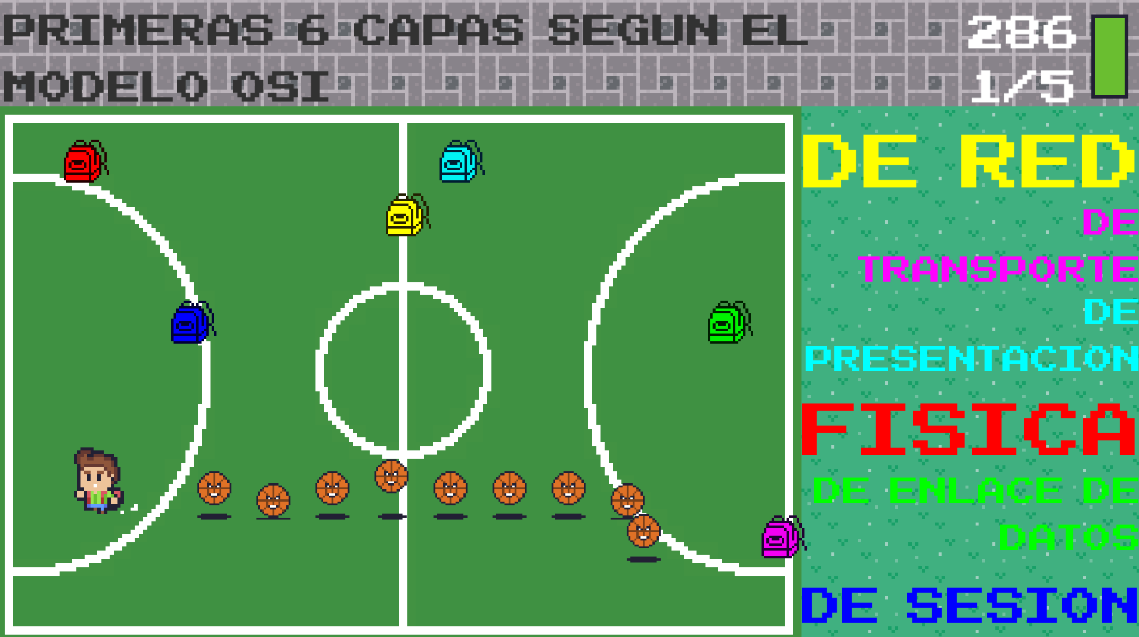 PRIMERAS 6 CAPAS SEGUN EL
MODELO OSI
286
1/5
DE RED
DE
TRANSPORTE
DE
PRESENTACION
FISICA
DE ENLACE DE
DATOS
DE SESION